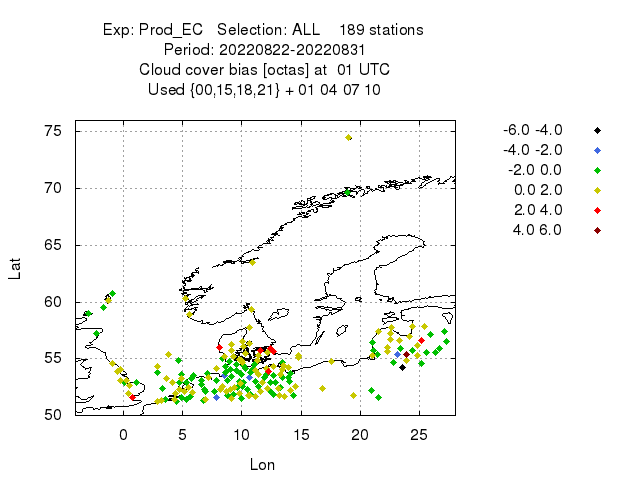 Exp: Prod_EC   Selection: ALL    189 stations
Period: 20220822-20220831
Cloud cover bias [octas] at  01 UTC
Used {00,15,18,21} + 01 04 07 10
75
70
65
60
55
50
Lat
0 5 10 15 20 25
Lon
-6.0 -4.0
-4.0 -2.0
-2.0 0.0
0.0 2.0
2.0 4.0
4.0 6.0